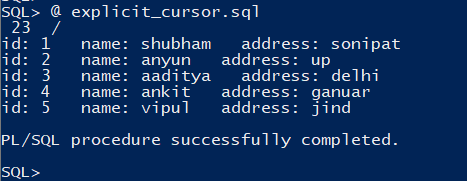 SQL> @ explicit_cursor.sql
23 /
id: 1 name: shubham address: sonipat
id: 2 name: anyun address: up
id: 3 name: aaditya address: delhi
id: 4 name: ankit address: ganuar
id: 5 name: vipul address: jind
PL/SQL procedure successfully completed.
SQL>